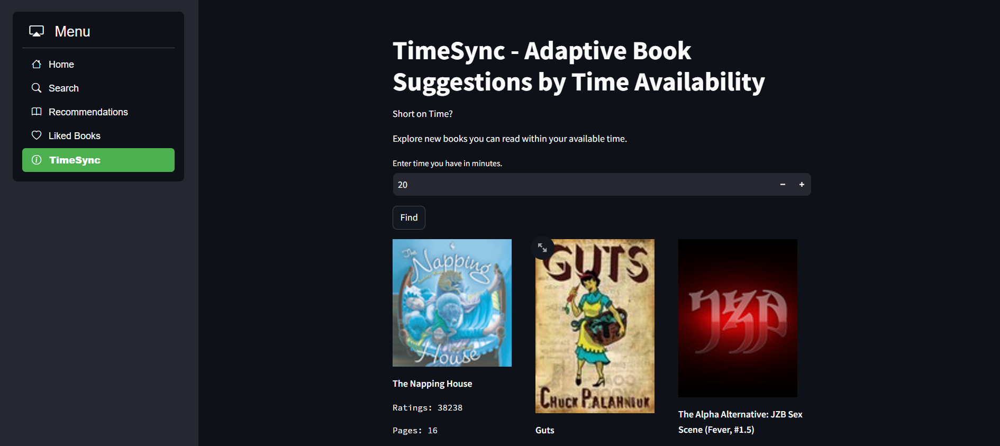 Menu
Home
Search
Recommendations
Liked Books
TimeSync
TimeSync - Adaptive Book
Suggestions by Time Availability
Short on Time?
Explore new books you can read within your available time.
Enter time you have in minutes.
20
Find
The
Napping
House
The Napping House
Ratings: 38238
Pages: 16
GUTS
CHUCK PALAHNIUK
Guts
JZB
The Alpha Alternative: JZB Sex
Scene (Fever, #1.5)